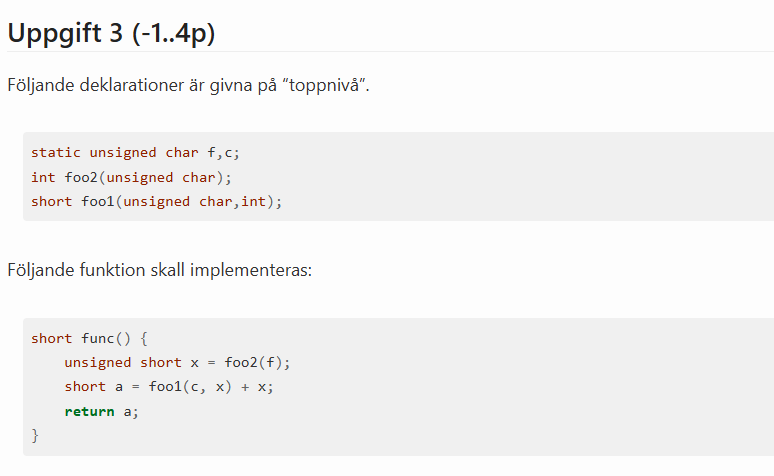 Uppgift 3 (-1..4p)
Följande deklarationer är givna på ”toppnivå”.
static unsigned char f,c;
int foo2(unsigned char);
short foo1(unsigned char,int);
Följande funktion skall implementeras:
short func() {
    unsigned short x = foo2(f);
    short a = foo1(c, x) + x;
    return a;
}